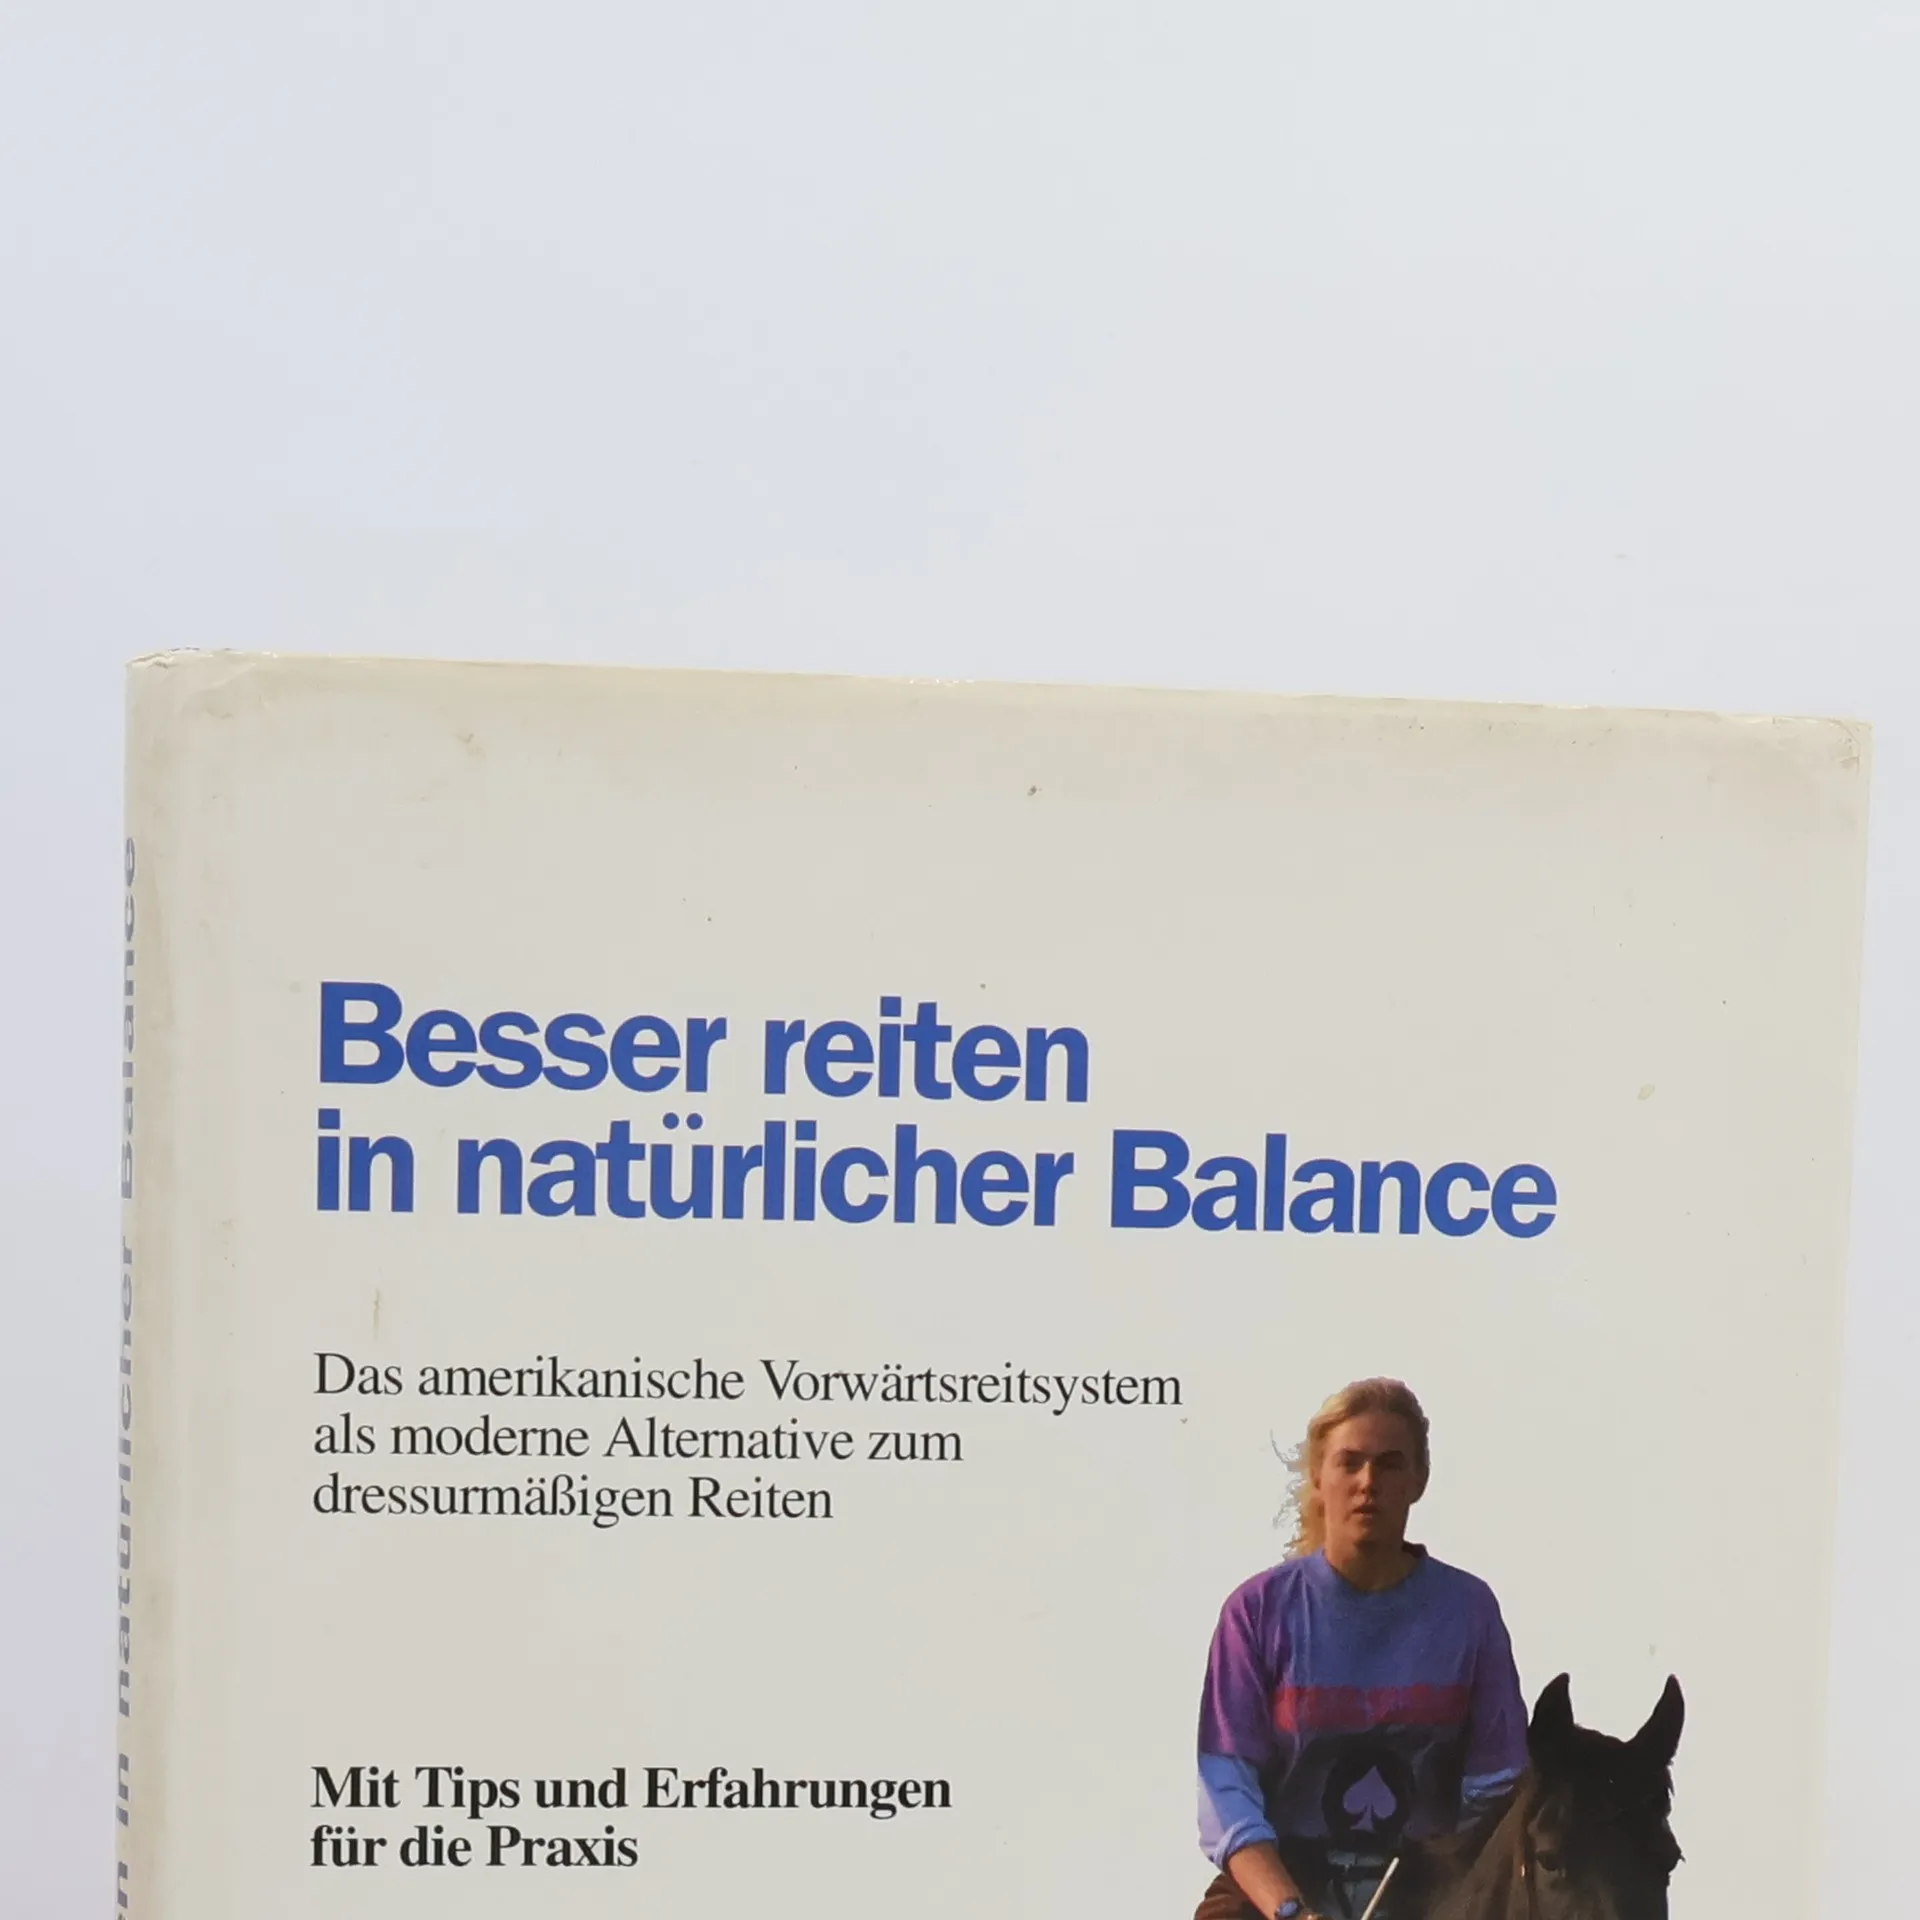 Besser reiten
in natürlicher Balance
Das amerikanische Vorwärtsreitsystem
als moderne Alternative zum
dressurmäßigen Reiten
Mit Tips und Erfahrungen
für die Praxis
in natürlicher Balance